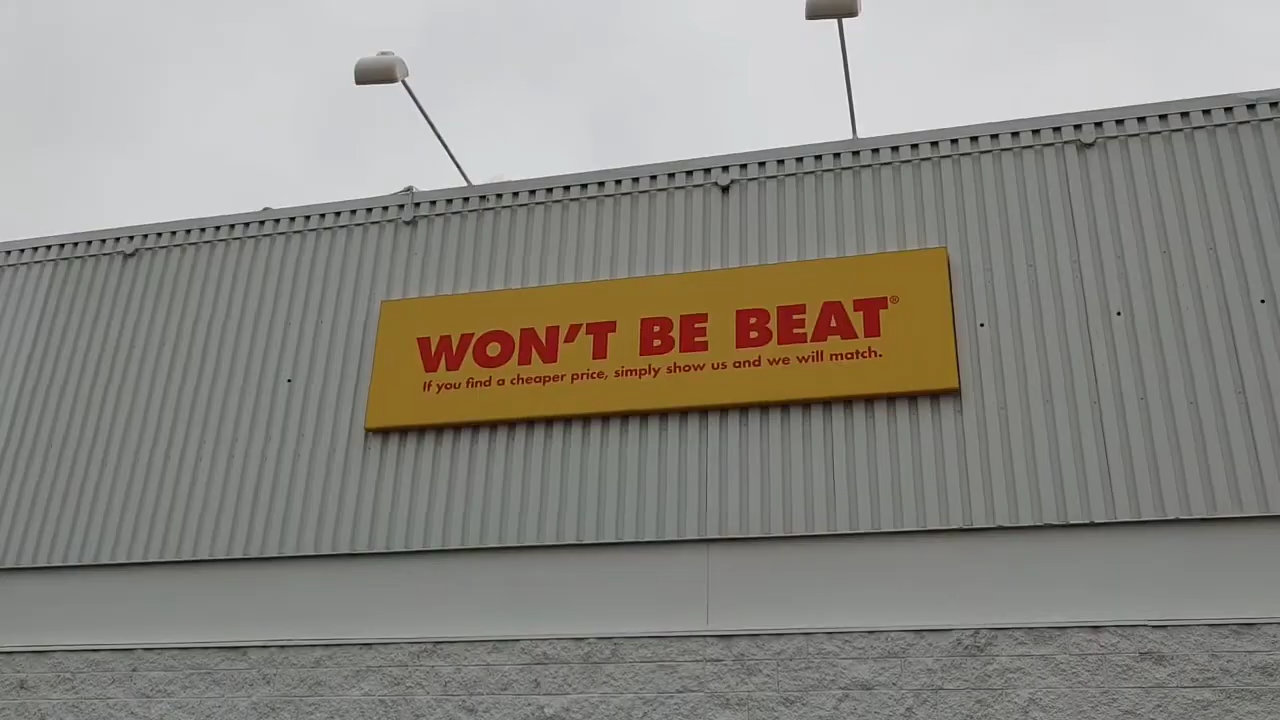 WON'T BE BEAT®
If you find a cheaper price, simply show us and we will match.